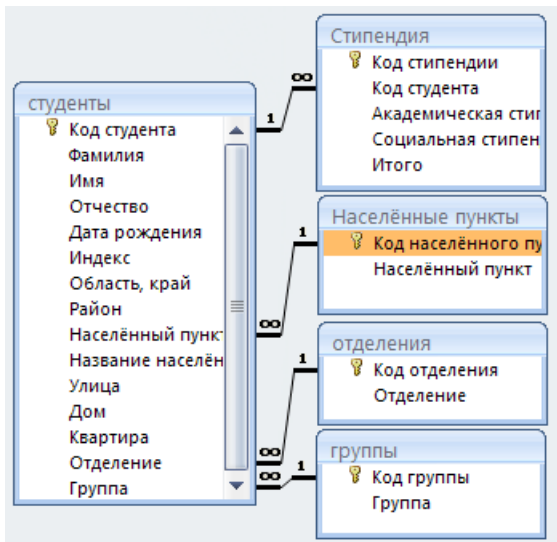 студенты
Код студента
Фамилия
Имя
Отчество
Дата рождения
Индекс
Область, край
Район
Населённый пункт
Название населён
Улица
Дом
Квартира
Отделение
Группа
1
∞
1
∞
1
∞
1
∞
Стипендия
Код стипендии
Код студента
Академическая стип
Социальная стипен
Итого
Населённые пункты
Код населённого пу
Населённый пункт
отделения
Код отделения
Отделение
группы
Код группы
Группа